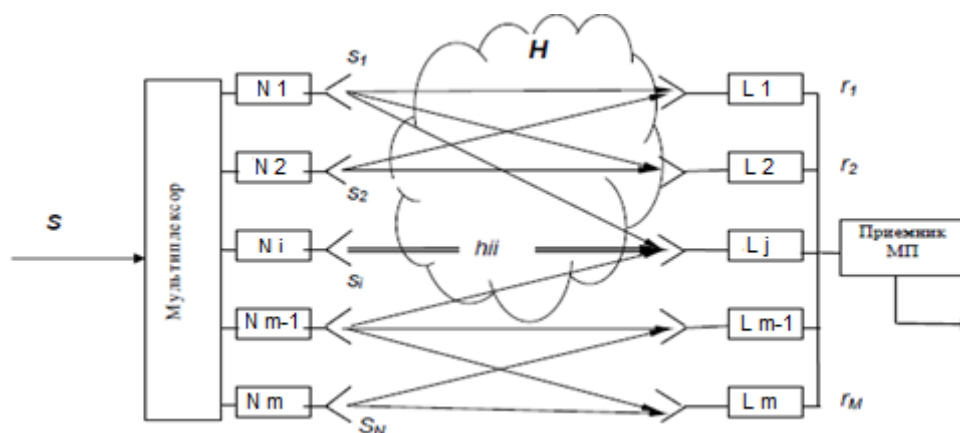 s1
H
N 1
L 1
r1
N 2
s2
L 2
r2
S
Мультиплексор
N i
hii
L j
Приемник
МП
si
N m-1
L m-1
N m
SN
L m
rM